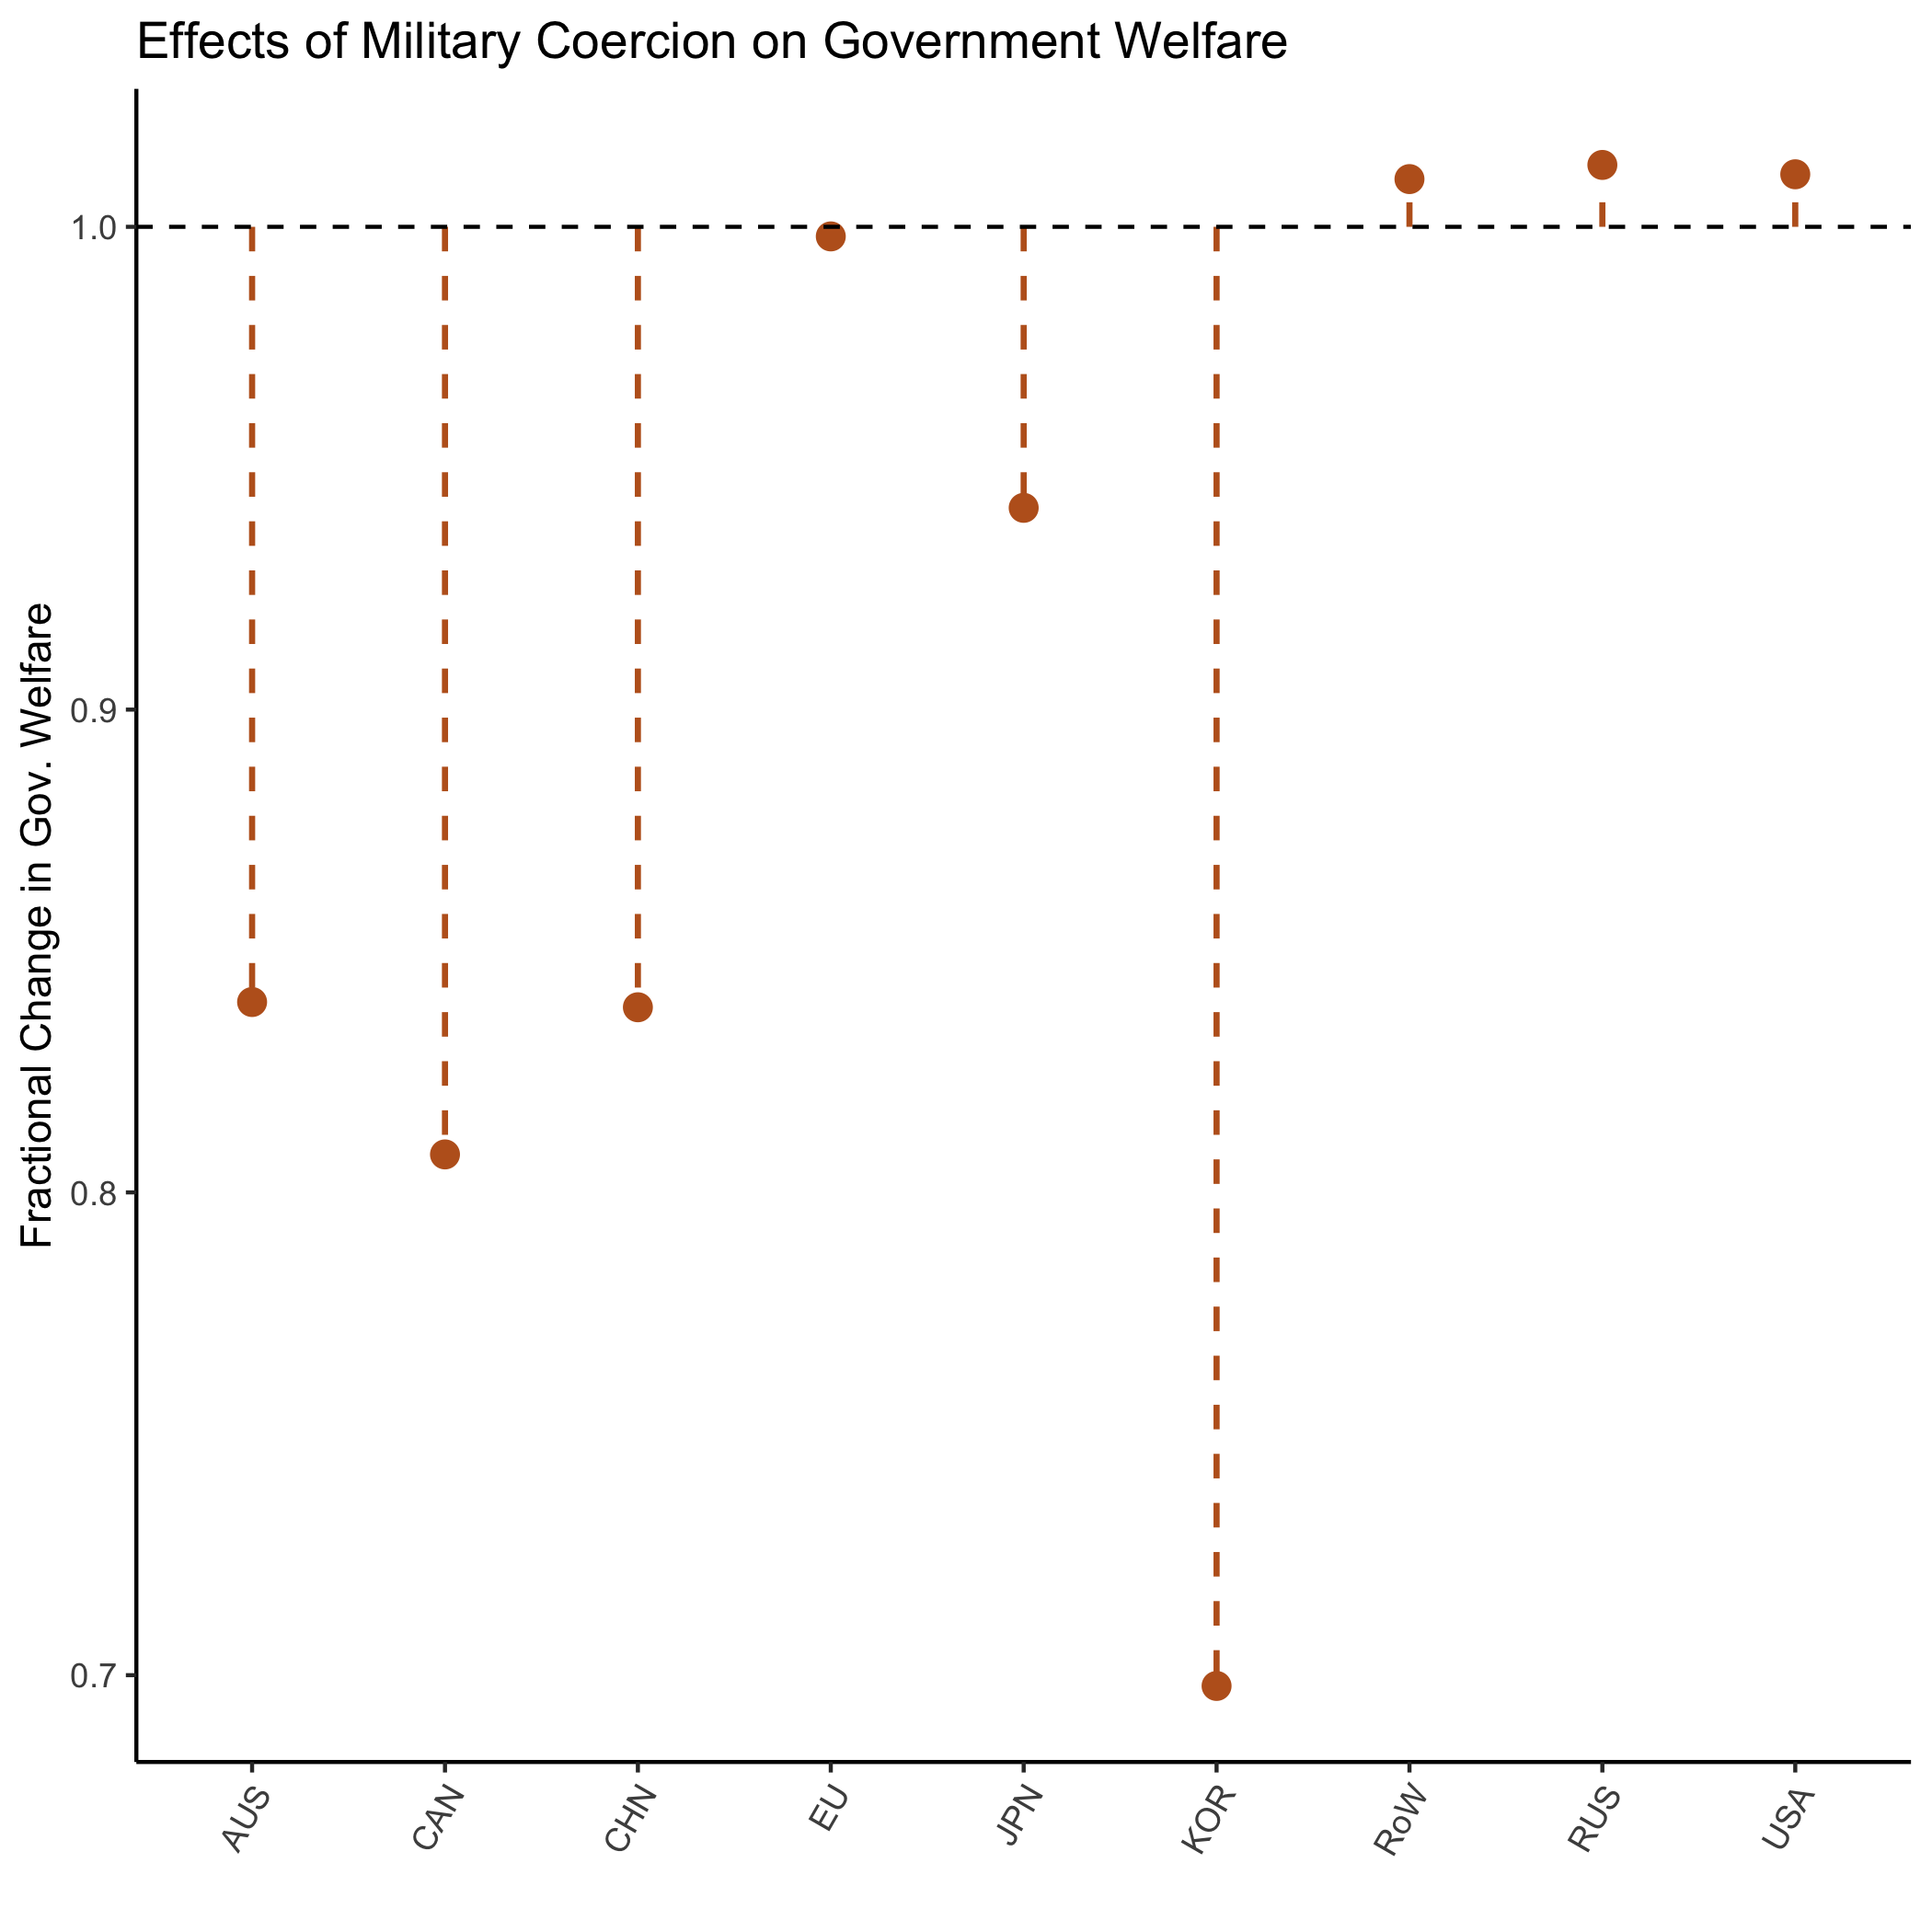 Effects of Military Coercion on Government Welfare
Fractional Change in Gov. Welfare
1.0
0.9
0.8
0.7
AUS
CAN
CHN
EU
JPN
KOR
RoW
RUS
USA